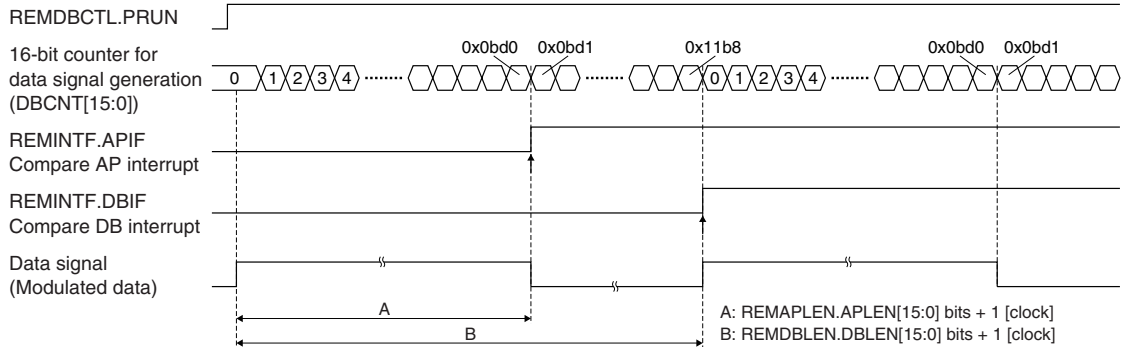 REMDBCTL.PRUN
16-bit counter for
data signal generation
(DBCNT[15:0])
0x0bd0 0x0bd1 0x11b8 0x0bd0 0x0bd1
0 1 2 3 4 0 1 2 3 4
REMINTF.APIF
Compare AP interrupt
REMINTF.DBIF
Compare DB interrupt
Data signal
(Modulated data)
A
B
A: REMAPLEN.APLEN[15:0] bits + 1 [clock]
B: REMDBLEN.DBLEN[15:0] bits + 1 [clock]